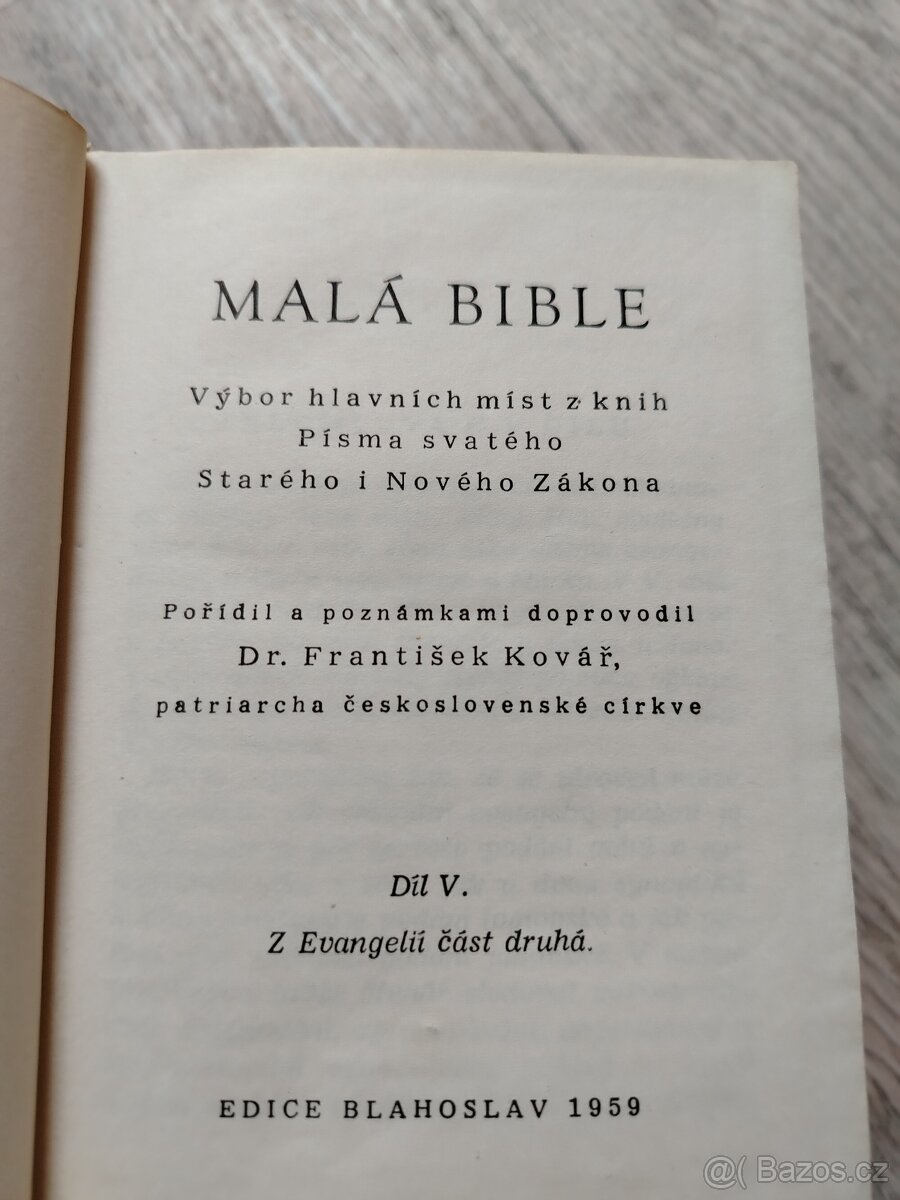 MALÁ BIBLE
Výbor hlavních míst z knih
Písma svatého
Starého i Nového Zákona
Pořídil a poznámkami doprovodil
Dr. František Kovář,
patriarcha československé církve
Díl V.
Z Evangelií část druhá.
EDICE BLAHOSLAV 1959
@( Bazos.cz